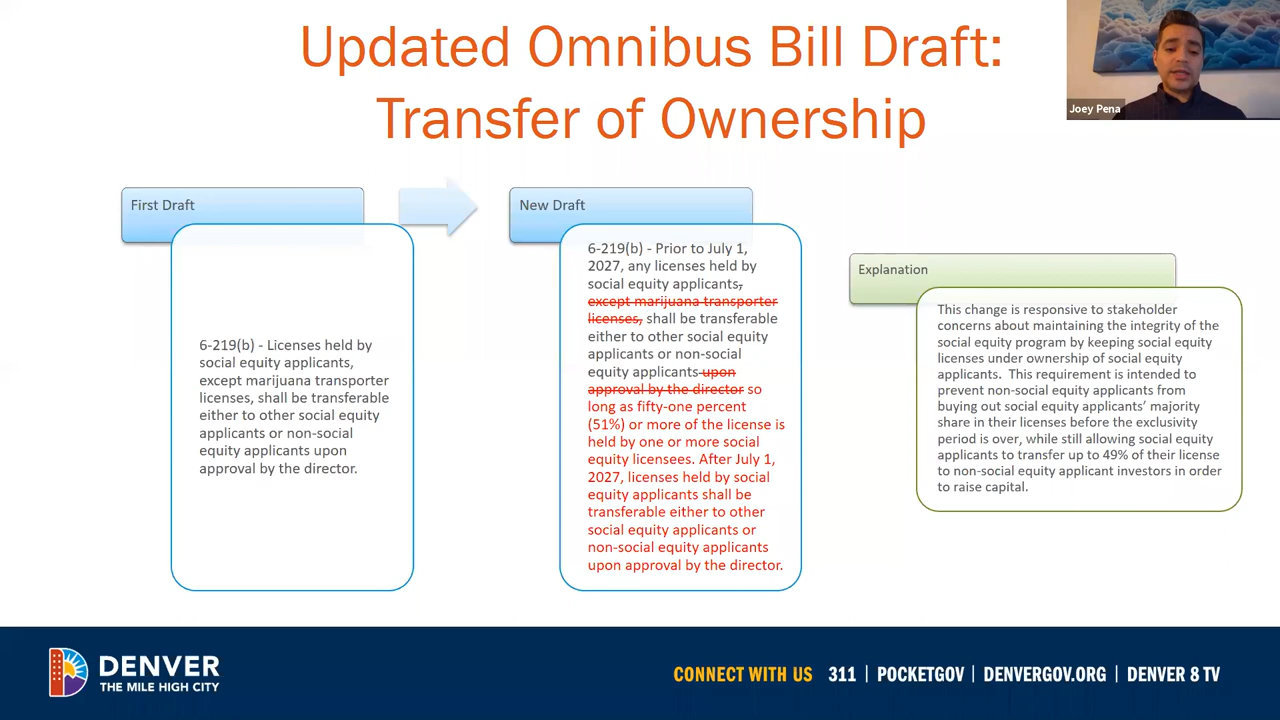 Updated Omnibus Bill Draft:
Transfer of Ownership
Joey Pena
First Draft
6-219(b) - Licenses held by
social equity applicants,
except marijuana transporter
licenses, shall be transferable
either to other social equity
applicants or non-social
equity applicants upon
approval by the director.
New Draft
6-219(b) - Prior to July 1,
2027, any licenses held by
social equity applicants,
except marijuana transporter
licenses, shall be transferable
either to other social equity
applicants or non-social
equity applicants upon
approval by the director so
long as fifty-one percent
(51%) or more of the license is
held by one or more social
equity licensees. After July 1,
2027, licenses held by social
equity applicants shall be
transferable either to other
social equity applicants or
non-social equity applicants
upon approval by the director.
Explanation
This change is responsive to stakeholder
concerns about maintaining the integrity of the
social equity program by keeping social equity
licenses under ownership of social equity
applicants. This requirement is intended to
prevent non-social equity applicants from
buying out social equity applicants' majority
share in their licenses before the exclusivity
period is over, while still allowing social equity
applicants to transfer up to 49% of their license
to non-social equity applicant investors in order
to raise capital.
DENVER
THE MILE HIGH CITY
CONNECT WITH US 311 | POCKETGOV | DENVERGOV.ORG | DENVER 8 TV